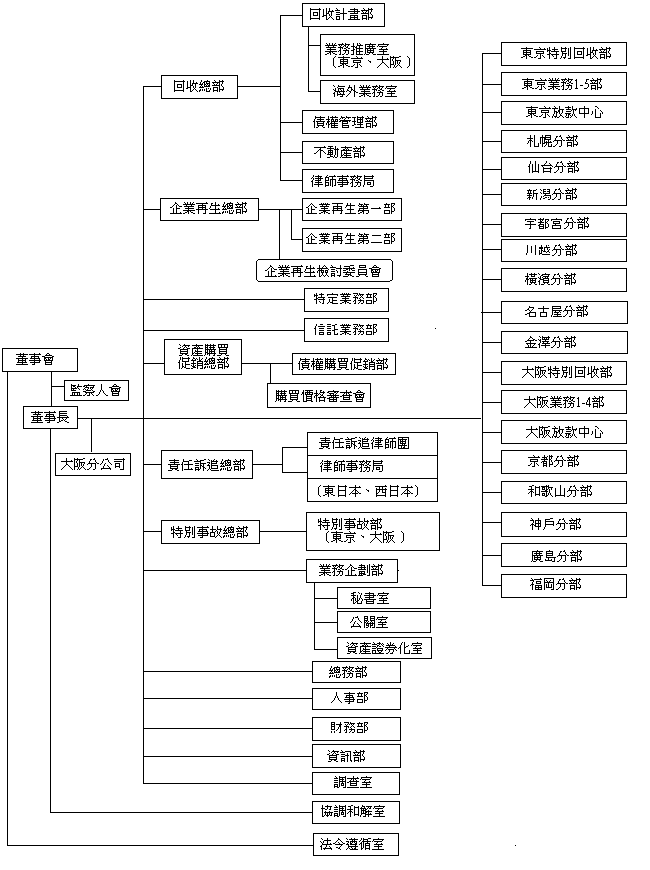 董事會
監察人會
董事長
大阪分公司
回收總部
回收計畫部
業務推廣室
(東京、大阪)
海外業務室
債權管理部
不動產部
律師事務局
企業再生總部
企業再生第一部
企業再生第二部
企業再生檢討委員會
特定業務部
信託業務部
資產購買
促銷總部
債權購買促銷部
購買價格審查會
責任訴追總部
責任訴追律師團
律師事務局
(東日本、西日本)
特別事故總部
特別事故部
(東京、大阪)
業務企劃部
秘書室
公關室
資產證券化室
總務部
人事部
財務部
資訊部
調查室
協調和解室
法令遵循室
東京特別回收部
東京業務1-5部
東京放款中心
札幌分部
仙台分部
新潟分部
宇都宮分部
川越分部
橫濱分部
名古屋分部
金澤分部
大阪特別回收部
大阪業務1-4部
大阪放款中心
京都分部
和歌山分部
神戶分部
廣島分部
福岡分部